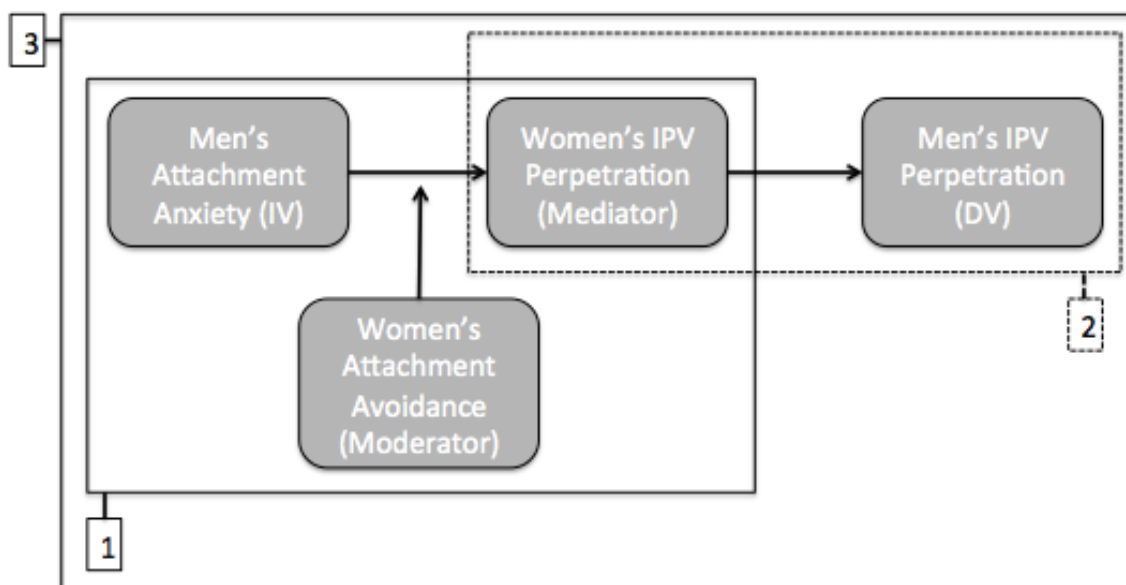 3
Men’s
Attachment
Anxiety (IV)
Women’s IPV
Perpetration
(Mediator)
Men’s IPV
Perpetration
(DV)
Women’s
Attachment
Avoidance
(Moderator)
2
1